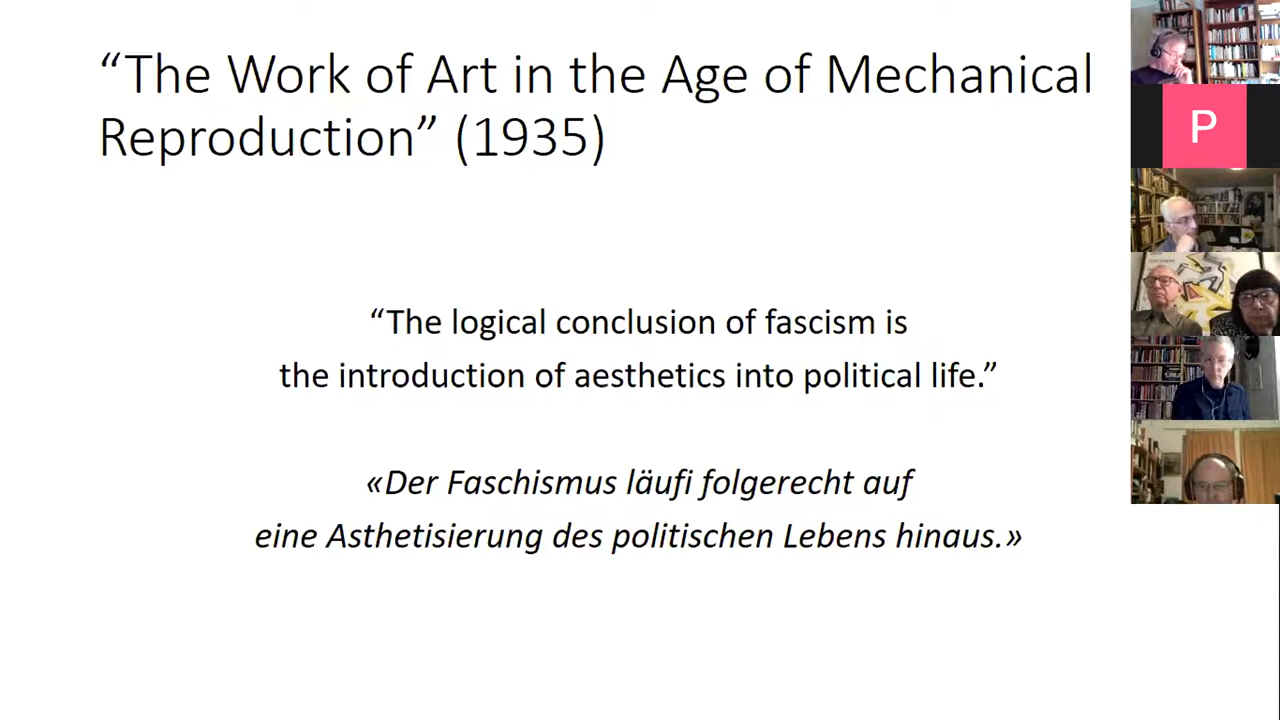 “The Work of Art in the Age of Mechanical
Reproduction” (1935)
“The logical conclusion of fascism is
the introduction of aesthetics into political life.”
«Der Faschismus läufi folgerecht auf
eine Asthetisierung des politischen Lebens hinaus.»
P